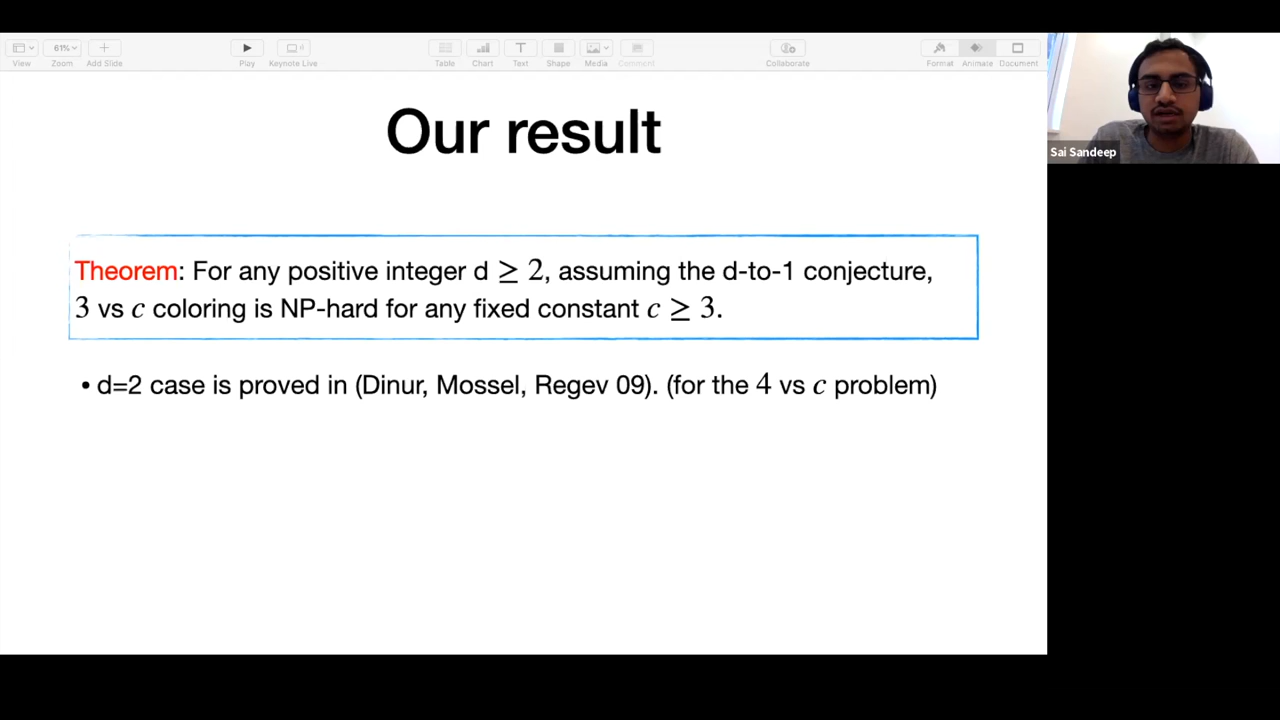 61%
View
Zoom
Add Slide
Play
Keynote Live
Table
Chart
Text
Shape
Media
Comment
Collaborate
Format
Animate
Document
Sai Sandeep
Our result
Theorem: For any positive integer d ≥ 2, assuming the d-to-1 conjecture,
3 vs c coloring is NP-hard for any fixed constant c ≥ 3.
• d=2 case is proved in (Dinur, Mossel, Regev 09). (for the 4 vs c problem)